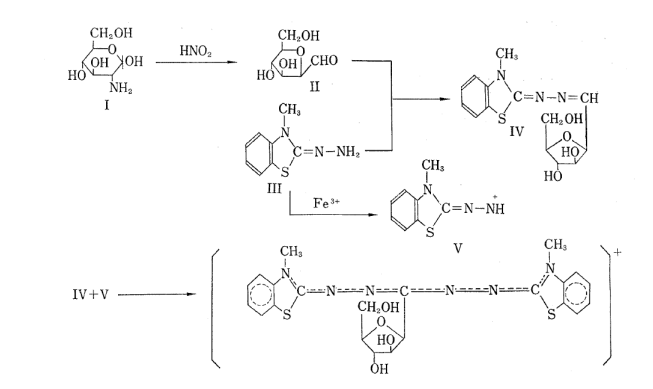 CH₂OH
O
OH
OH
HO
NH₂
I
HNO₂
CH₂OH
O
CHO
OH
HO
II
CH₃
N
C=N—NH₂
S
III
Fe³⁺
CH₃
N
C=N—N=CH
S
IV
CH₂OH
O
HO
HO
CH₃
N
C=N—NH⁺
S
V
IV+V
CH₃
N
C N N C N N C
S
CH₂OH
O
HO
OH
CH₃
N
S
+